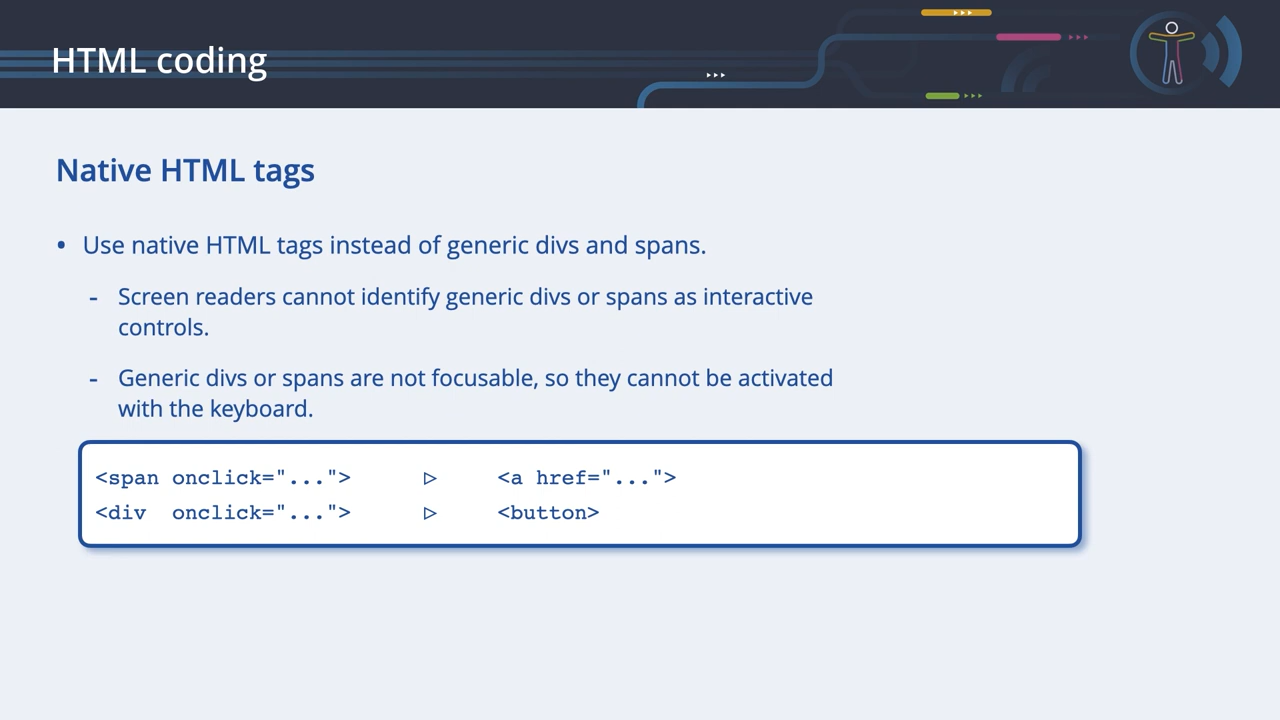 HTML coding
Native HTML tags
• Use native HTML tags instead of generic divs and spans.
- Screen readers cannot identify generic divs or spans as interactive
controls.
- Generic divs or spans are not focusable, so they cannot be activated
with the keyboard.
<span onclick="..."> ▷ <a href="...">
<div  onclick="..."> ▷ <button>